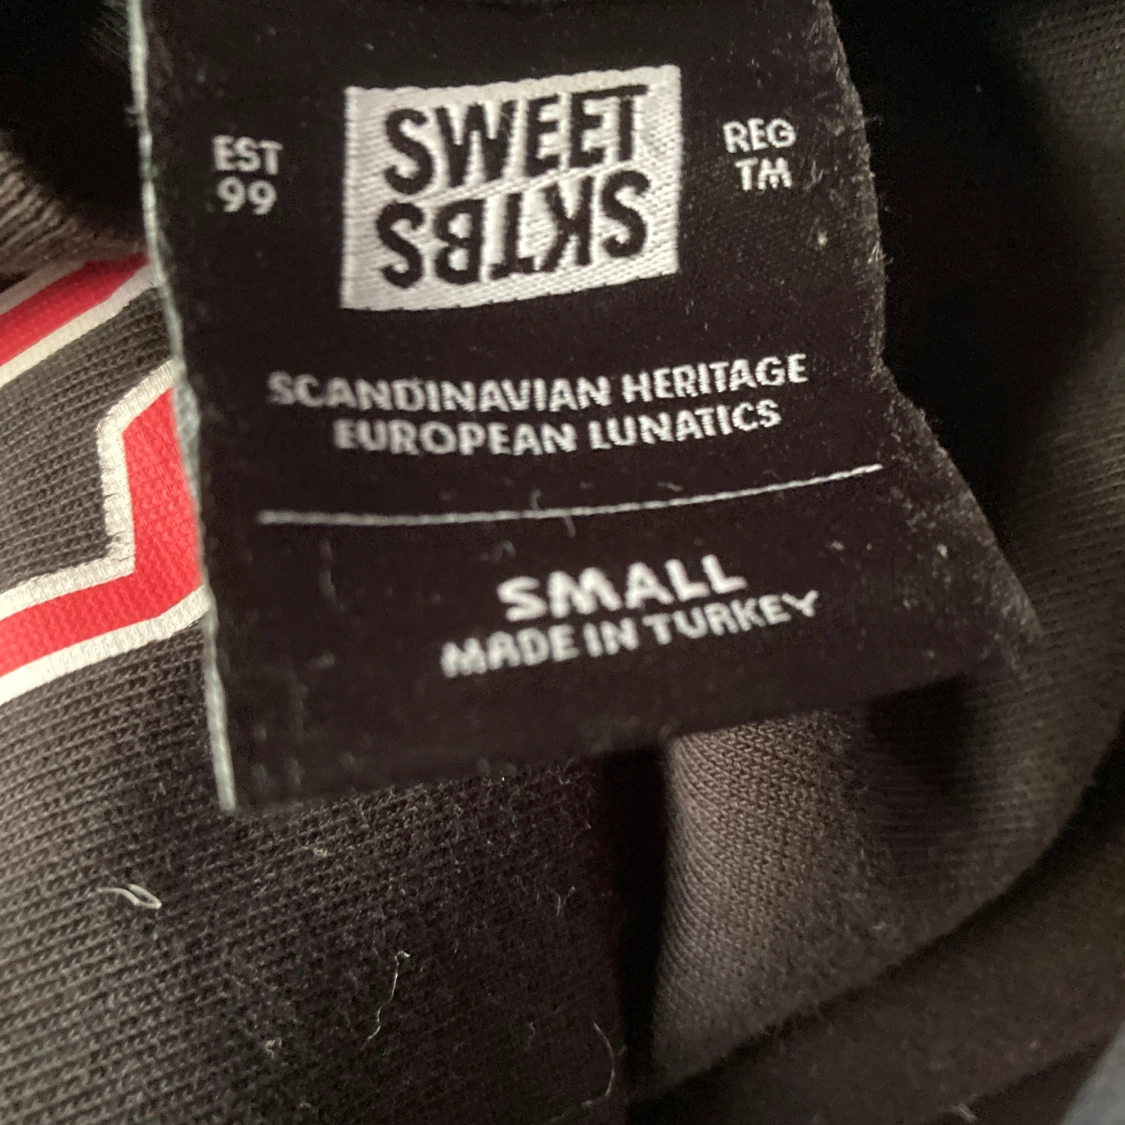 EST
99
SWEET
SKTBS
REG
TM
SCANDINAVIAN HERITAGE
EUROPEAN LUNATICS
SMALL
MADE IN TURKEY